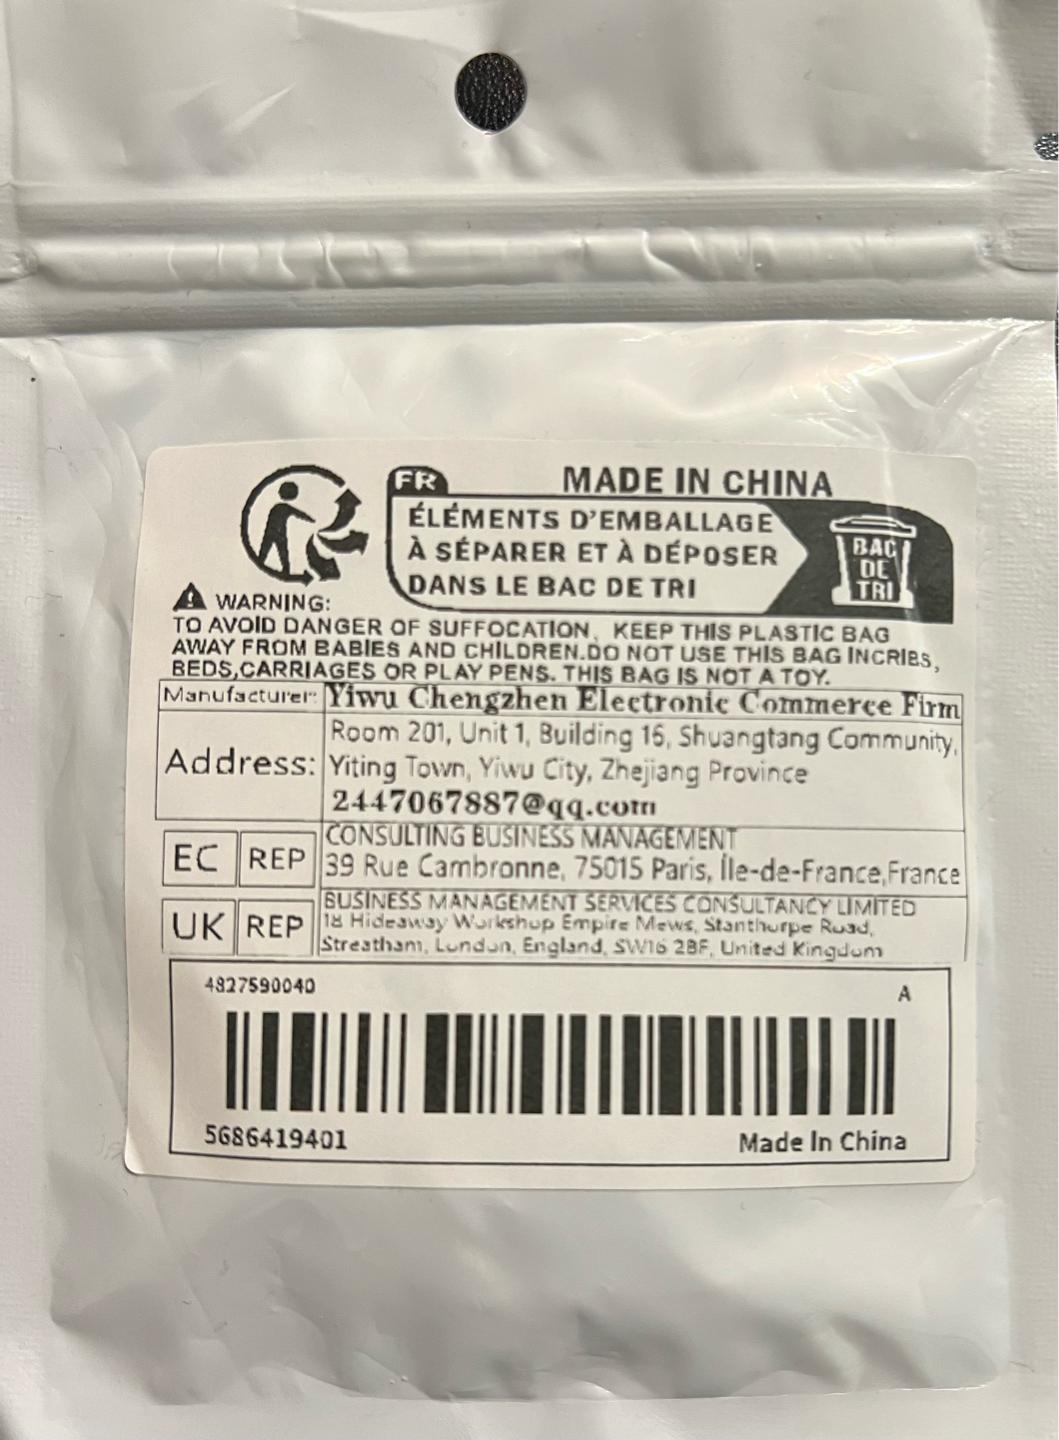 FR
MADE IN CHINA
ÉLÉMENTS D'EMBALLAGE
À SÉPARER ET À DÉPOSER
DANS LE BAC DE TRI
BAC
DE
TRI
WARNING:
TO AVOID DANGER OF SUFFOCATION, KEEP THIS PLASTIC BAG
AWAY FROM BABIES AND CHILDREN.DO NOT USE THIS BAG INCRIBS,
BEDS,CARRIAGES OR PLAY PENS. THIS BAG IS NOT A TOY.
Manufacturer: Yiwu Chengzhen Electronic Commerce Firm
Address:
Room 201, Unit 1, Building 16, Shuangtang Community,
Yiting Town, Yiwu City, Zhejiang Province
2447067887@qq.com
EC REP
CONSULTING BUSINESS MANAGEMENT
39 Rue Cambronne, 75015 Paris, Île-de-France,France
UK REP
BUSINESS MANAGEMENT SERVICES CONSULTANCY LIMITED
18 Hideaway Workshop Empire Mews, Stanthorpe Road,
Streatham, London, England, SW16 2BF, United Kingdom
4827590040
A
5686419401
Made In China